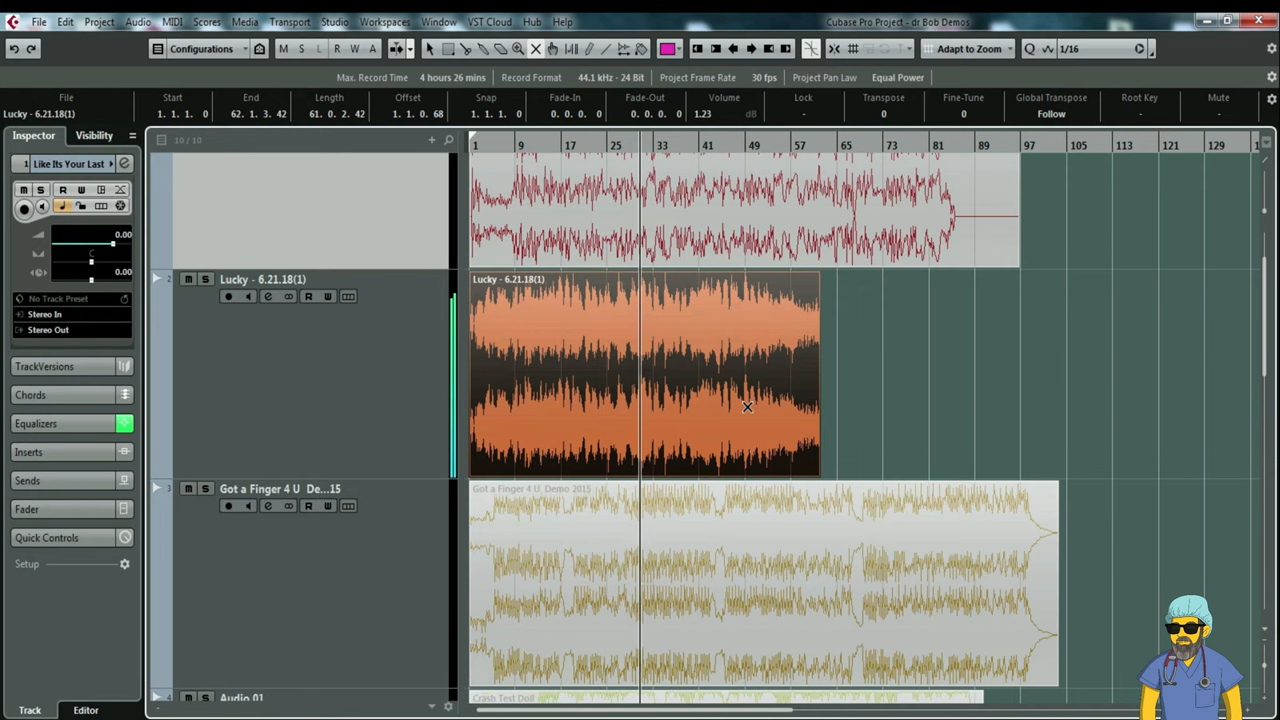 File Edit Project Audio MIDI Scores Media Transport Studio Workspaces Window VST Cloud Hub Help Cubase Pro Project - dr Bob Demos
Configurations M S L R W A Adapt to Zoom Q 1/16
Max. Record Time 4 hours 26 mins Record Format 44.1 kHz - 24 Bit Project Frame Rate 30 fps Project Pan Law Equal Power
File Start End Length Offset Snap Fade-In Fade-Out Volume Lock Transpose Fine-Tune Global Transpose Root Key Mute
Lucky - 6.21.18(1) 1. 1. 1. 0 62. 1. 3. 42 61. 0. 2. 42 1. 1. 0. 68 1. 1. 1. 0 0. 0. 0. 0 0. 0. 0. 0 1.23 dB - 0 0 Follow - -
Inspector Visibility
10 / 10
1 9 17 25 33 41 49 57 65 73 81 89 97 105 113 121 129 1
1 Like Its Your Last
m S R W
0.00
C
0.00
No Track Preset
Stereo In
Stereo Out
TrackVersions
Chords
Equalizers
Inserts
Sends
Fader
Quick Controls
Setup
2 m S Lucky - 6.21.18(1)
R W
Lucky - 6.21.18(1)
3 m S Got a Finger 4 U De...15
R W
Got a Finger 4 U Demo 2015
4 m S Audio 01
Crash Test Doll
Track Editor